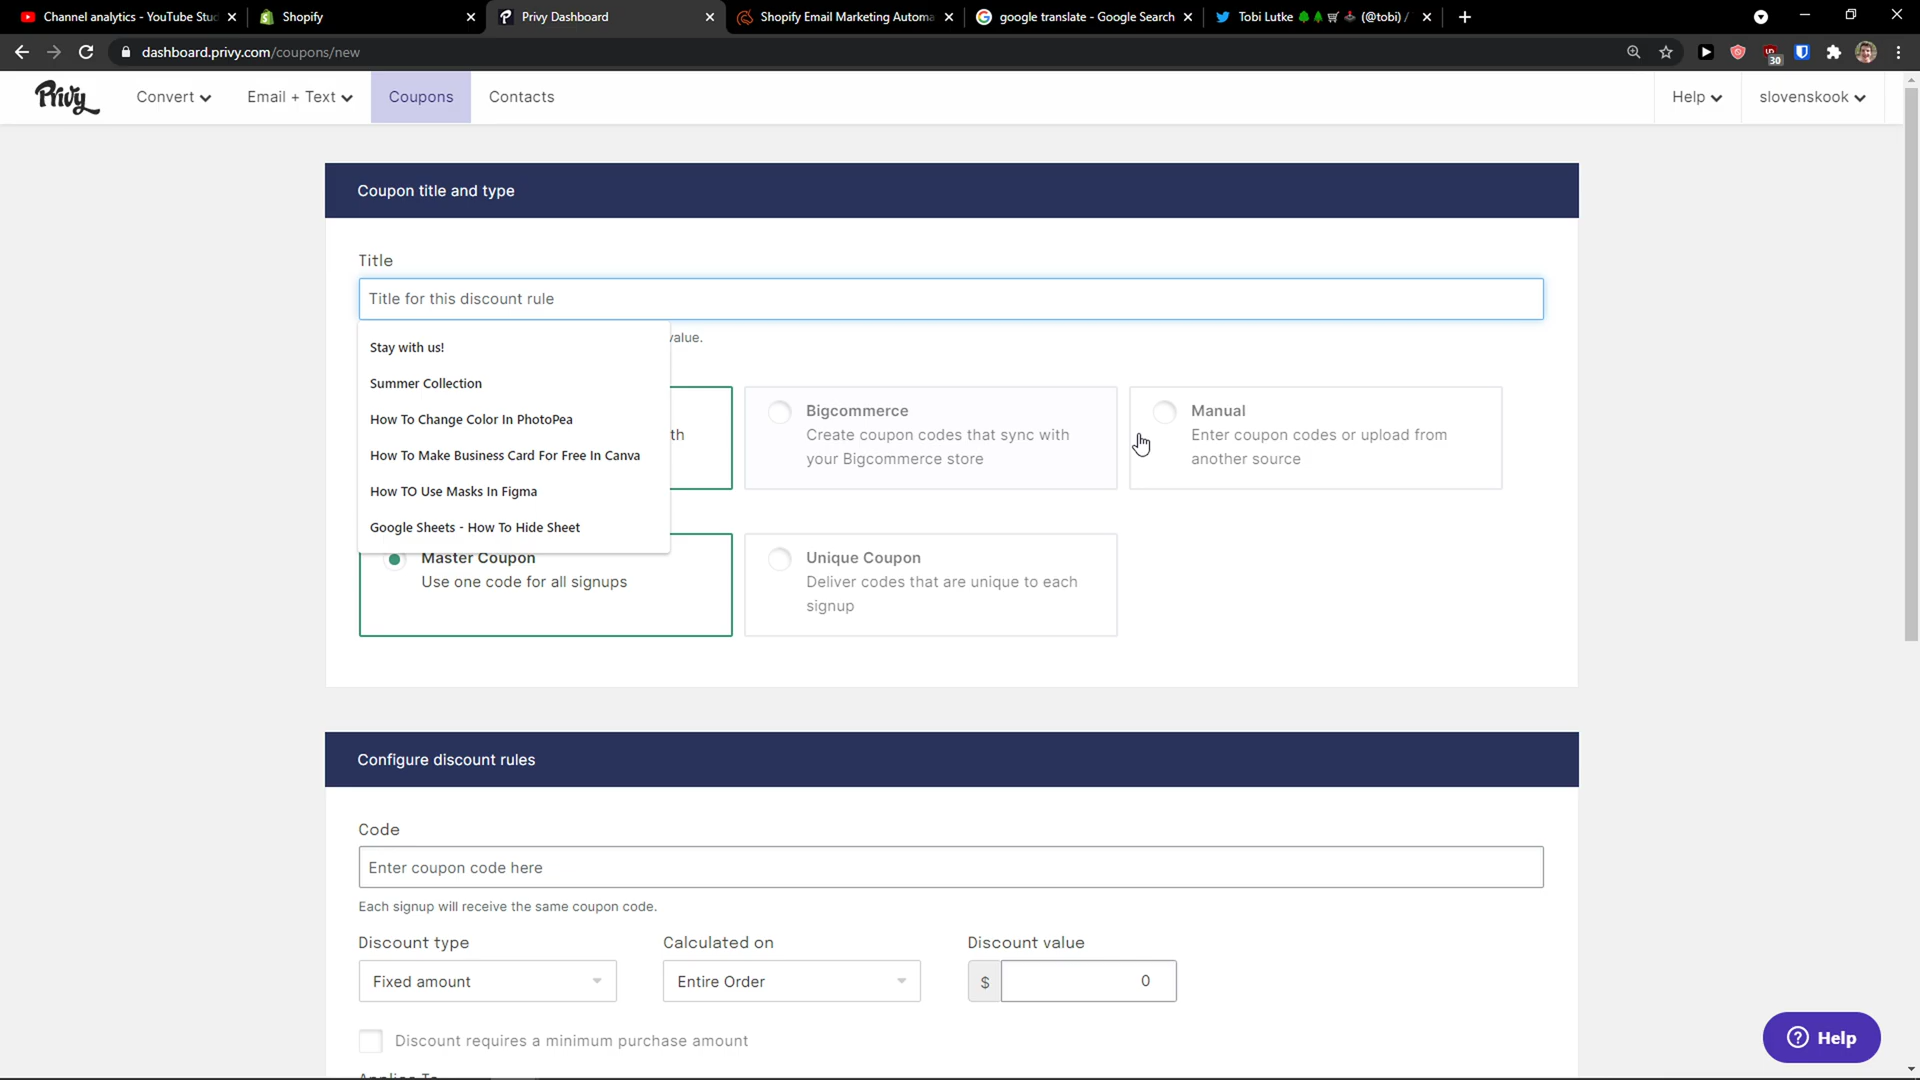 Channel analytics - YouTube Stu
Shopify
Privy Dashboard
Shopify Email Marketing Automa
google translate - Google Search
Tobi Lutke 🌲🌲🛒🕹 (@tobi) /
dashboard.privy.com/coupons/new
30
Privy
Convert
Email + Text
Coupons
Contacts
Help
slovenskook
Coupon title and type
Title
Title for this discount rule
value.
Stay with us!
Summer Collection
How To Change Color In PhotoPea
How To Make Business Card For Free In Canva
How TO Use Masks In Figma
Google Sheets - How To Hide Sheet
th
Bigcommerce
Create coupon codes that sync with
your Bigcommerce store
Manual
Enter coupon codes or upload from
another source
Master Coupon
Use one code for all signups
Unique Coupon
Deliver codes that are unique to each
signup
Configure discount rules
Code
Enter coupon code here
Each signup will receive the same coupon code.
Discount type
Calculated on
Discount value
Fixed amount
Entire Order
$
0
Discount requires a minimum purchase amount
Applies To
? Help